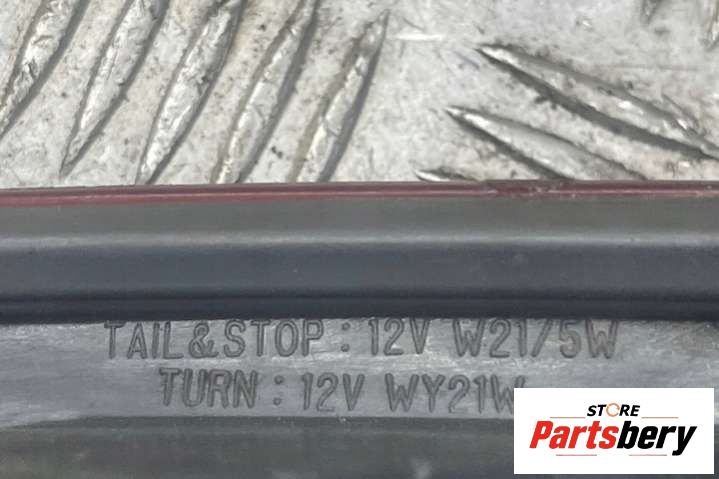 TAIL&STOP : 12V W21/5W
TURN : 12V WY21W
STORE
Partsbery